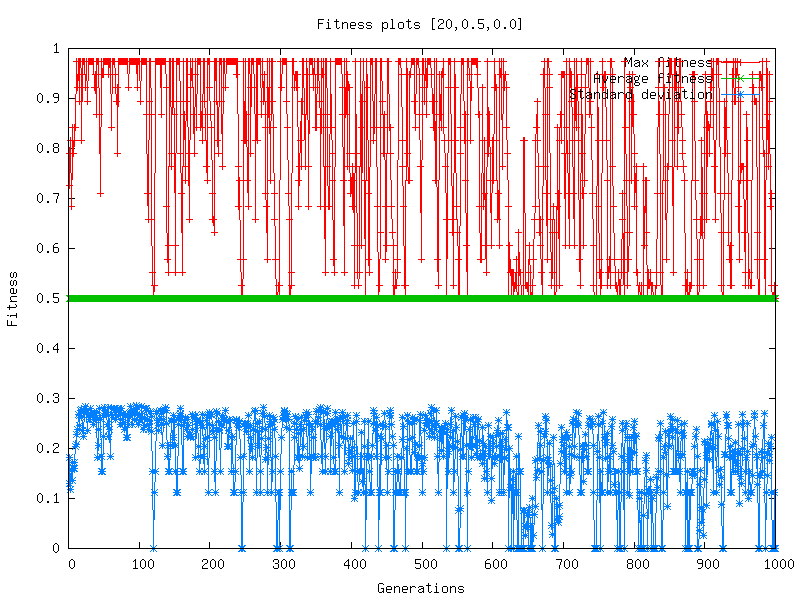 Fitness plots [20,0.5,0.0]
Max fitness
Average Fitness
Standard deviation
1
0.9
0.8
0.7
0.6
0.5
0.4
0.3
0.2
0.1
0
Fitness
0 100 200 300 400 500 600 700 800 900 1000
Generations